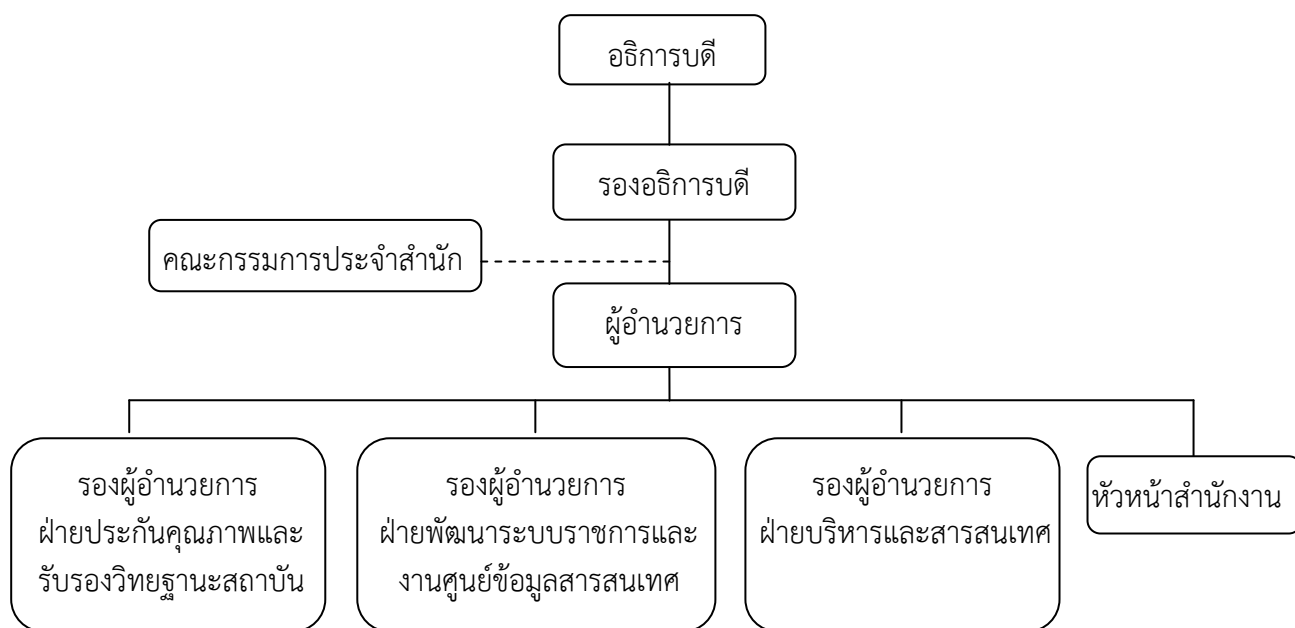 อธิการบดี
รองอธิการบดี
คณะกรรมการประจำสำนัก
ผู้อำนวยการ
รองผู้อำนวยการ
ฝ่ายประกันคุณภาพและ
รับรองวิทยฐานะสถาบัน
รองผู้อำนวยการ
ฝ่ายพัฒนาระบบราชการและ
งานศูนย์ข้อมูลสารสนเทศ
รองผู้อำนวยการ
ฝ่ายบริหารและสารสนเทศ
หัวหน้าสำนักงาน